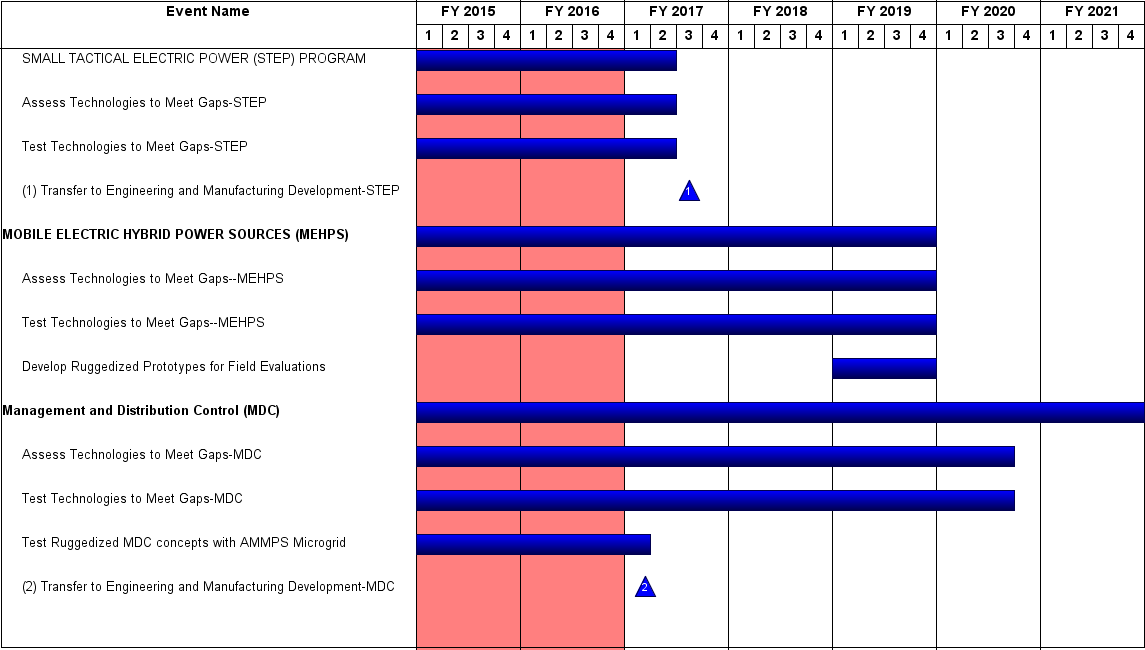 Event Name FY 2015 FY 2016 FY 2017 FY 2018 FY 2019 FY 2020 FY 2021
1 2 3 4 1 2 3 4 1 2 3 4 1 2 3 4 1 2 3 4 1 2 3 4 1 2 3 4
SMALL TACTICAL ELECTRIC POWER (STEP) PROGRAM
Assess Technologies to Meet Gaps-STEP
Test Technologies to Meet Gaps-STEP
(1) Transfer to Engineering and Manufacturing Development-STEP 1
MOBILE ELECTRIC HYBRID POWER SOURCES (MEHPS)
Assess Technologies to Meet Gaps--MEHPS
Test Technologies to Meet Gaps--MEHPS
Develop Ruggedized Prototypes for Field Evaluations
Management and Distribution Control (MDC)
Assess Technologies to Meet Gaps-MDC
Test Technologies to Meet Gaps-MDC
Test Ruggedized MDC concepts with AMMPS Microgrid
(2) Transfer to Engineering and Manufacturing Development-MDC 2